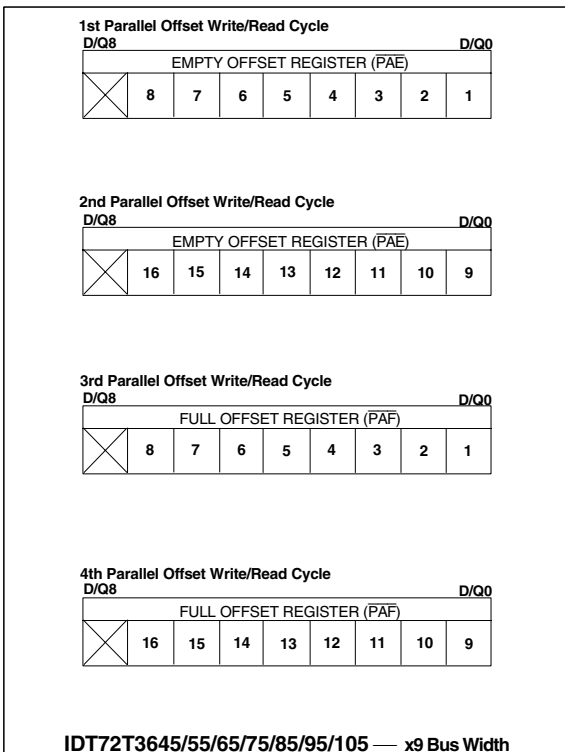 1st Parallel Offset Write/Read Cycle
D/Q8 D/Q0
EMPTY OFFSET REGISTER (PAE)
8 7 6 5 4 3 2 1
2nd Parallel Offset Write/Read Cycle
D/Q8 D/Q0
EMPTY OFFSET REGISTER (PAE)
16 15 14 13 12 11 10 9
3rd Parallel Offset Write/Read Cycle
D/Q8 D/Q0
FULL OFFSET REGISTER (PAF)
8 7 6 5 4 3 2 1
4th Parallel Offset Write/Read Cycle
D/Q8 D/Q0
FULL OFFSET REGISTER (PAF)
16 15 14 13 12 11 10 9
IDT72T3645/55/65/75/85/95/105 — x9 Bus Width